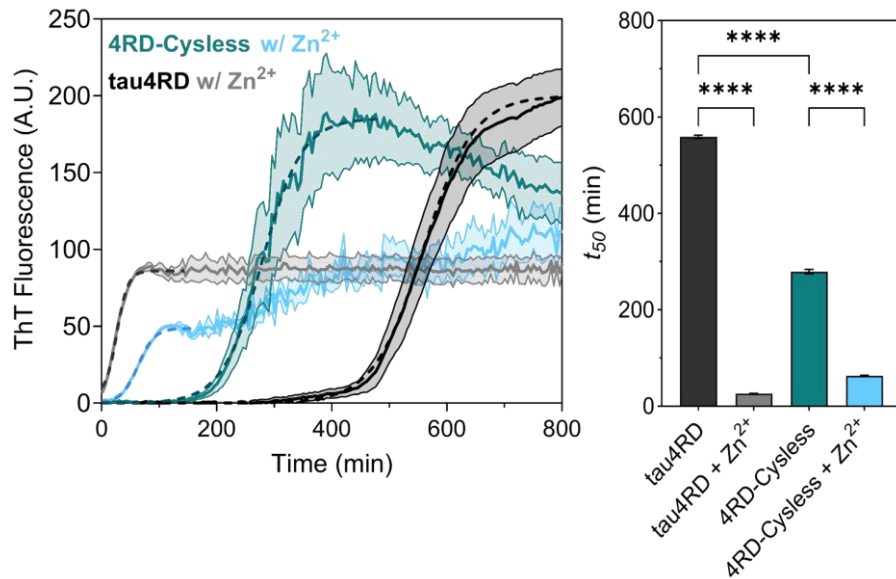 4RD-Cysless w/ Zn²⁺
tau4RD w/ Zn²⁺
ThT Fluorescence (A.U.)
250
200
150
100
50
0
0 200 400 600 800
Time (min)
t₅₀ (min)
800
600
400
200
0
****
**** ****
tau4RD
tau4RD + Zn²⁺
4RD-Cysless
4RD-Cysless + Zn²⁺